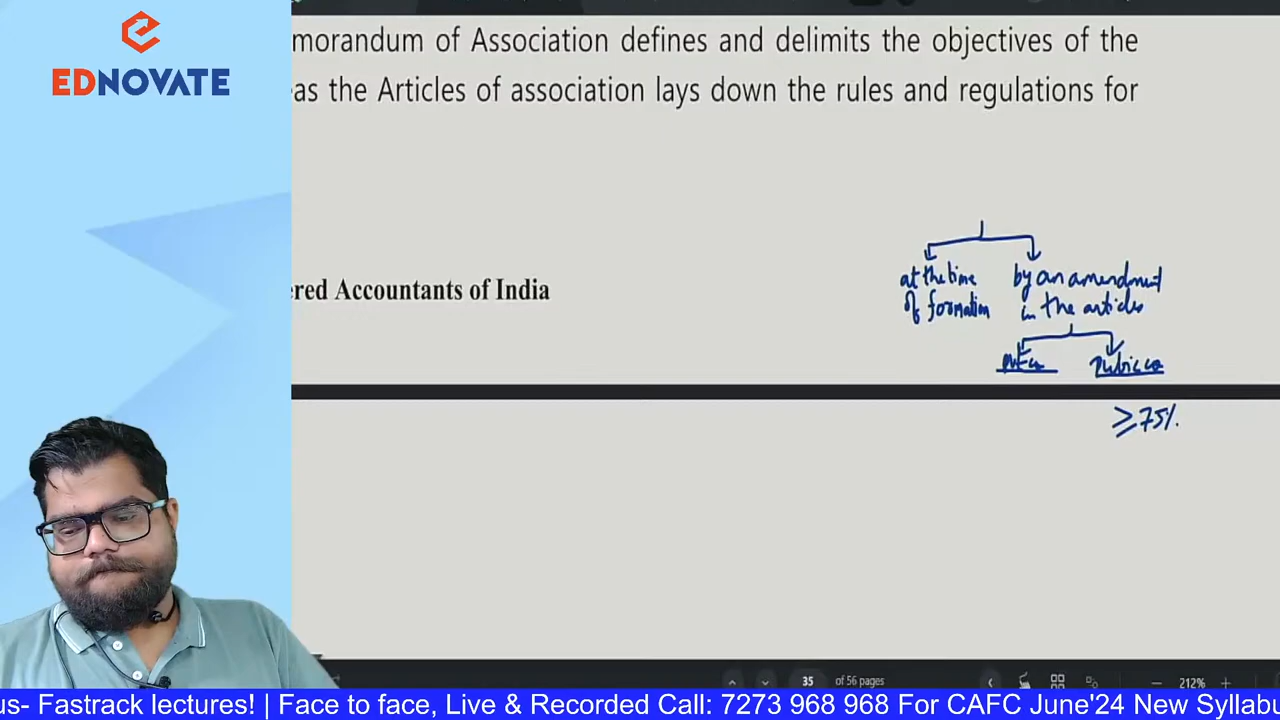 EDNOVATE
morandum of Association defines and delimits the objectives of the
eas the Articles of association lays down the rules and regulations for
at the time
of formation
by an amendment
in the articles
ered Accountants of India
≥75%.
35 of 56 pages
212%
us- Fastrack lectures! | Face to face, Live & Recorded Call: 7273 968 968 For CAFC June'24 New Syllabu